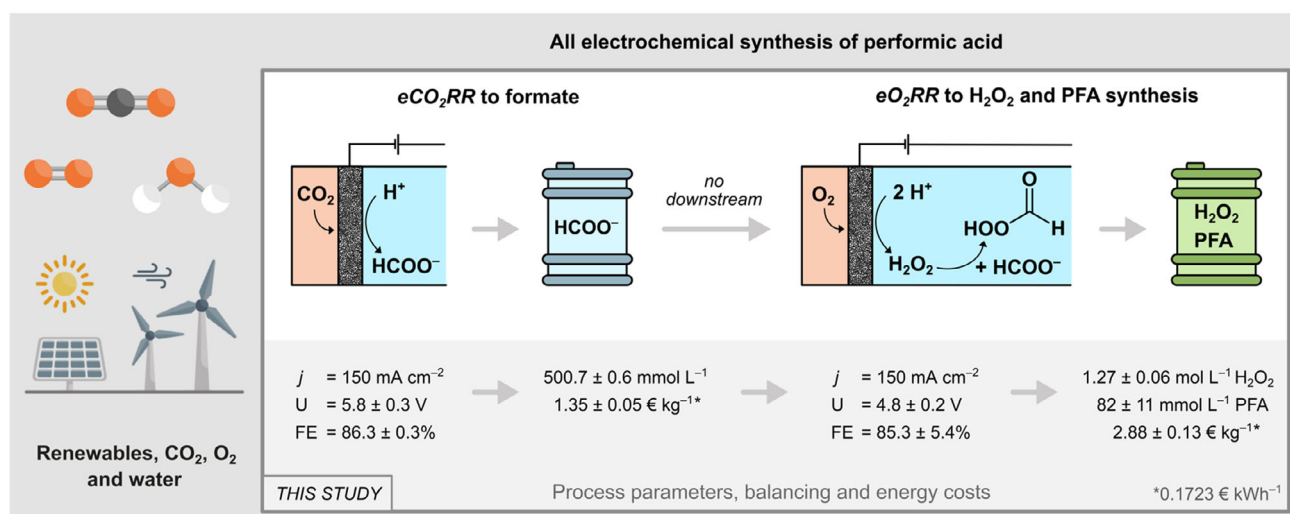 All electrochemical synthesis of performic acid
eCO₂RR to formate
eO₂RR to H₂O₂ and PFA synthesis
CO₂
H⁺
HCOO⁻
HCOO⁻
no
downstream
O₂
2 H⁺
H₂O₂
O
HOO
H
+ HCOO⁻
H₂O₂
PFA
j = 150 mA cm⁻²
U = 5.8 ± 0.3 V
FE = 86.3 ± 0.3%
500.7 ± 0.6 mmol L⁻¹
1.35 ± 0.05 € kg⁻¹*
j = 150 mA cm⁻²
U = 4.8 ± 0.2 V
FE = 85.3 ± 5.4%
1.27 ± 0.06 mol L⁻¹ H₂O₂
82 ± 11 mmol L⁻¹ PFA
2.88 ± 0.13 € kg⁻¹*
Renewables, CO₂, O₂
and water
THIS STUDY
Process parameters, balancing and energy costs
*0.1723 € kWh⁻¹